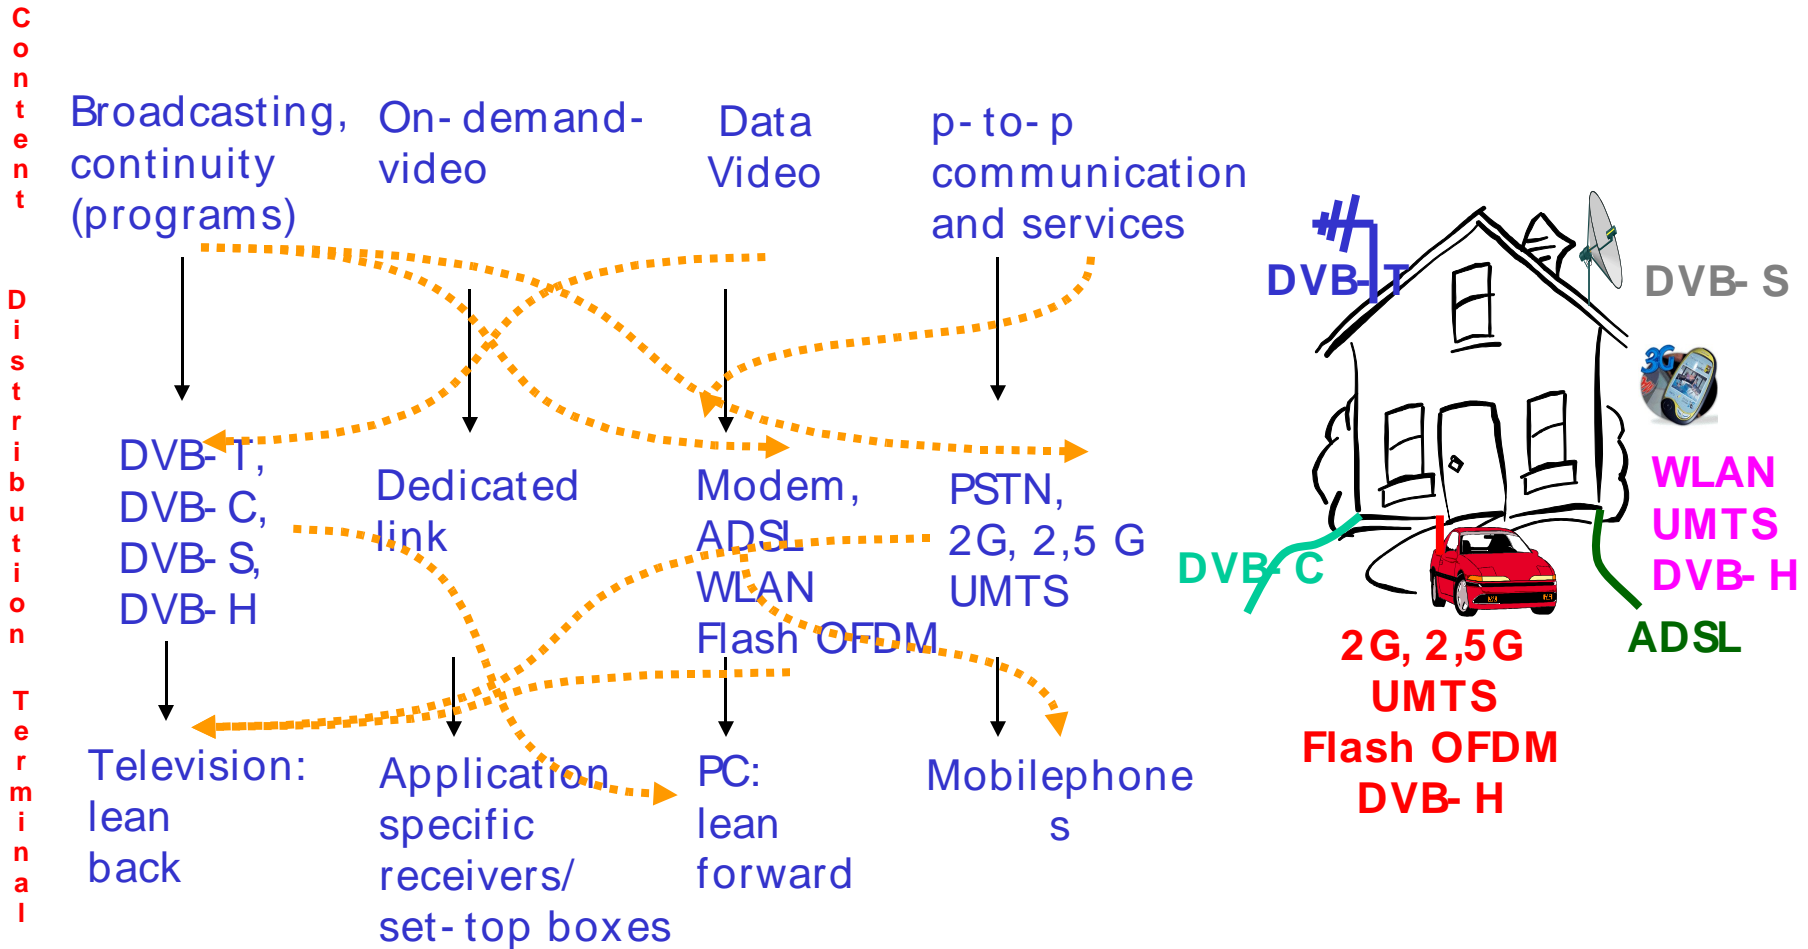 Content
Broadcasting,
continuity
(programs)
On-demand-
video
Data
Video
p-to-p
communication
and services
Distribution
DVB-T,
DVB-C,
DVB-S,
DVB-H
Dedicated
link
Modem,
ADSL
WLAN
Flash OFDM
PSTN,
2G, 2,5 G
UMTS
Terminal
Television:
lean
back
Application
specific
receivers/
set-top boxes
PC:
lean
forward
Mobilephone
s
DVB-T
DVB-S
3G
WLAN
UMTS
DVB-H
DVB-C
ADSL
2G, 2,5G
UMTS
Flash OFDM
DVB-H